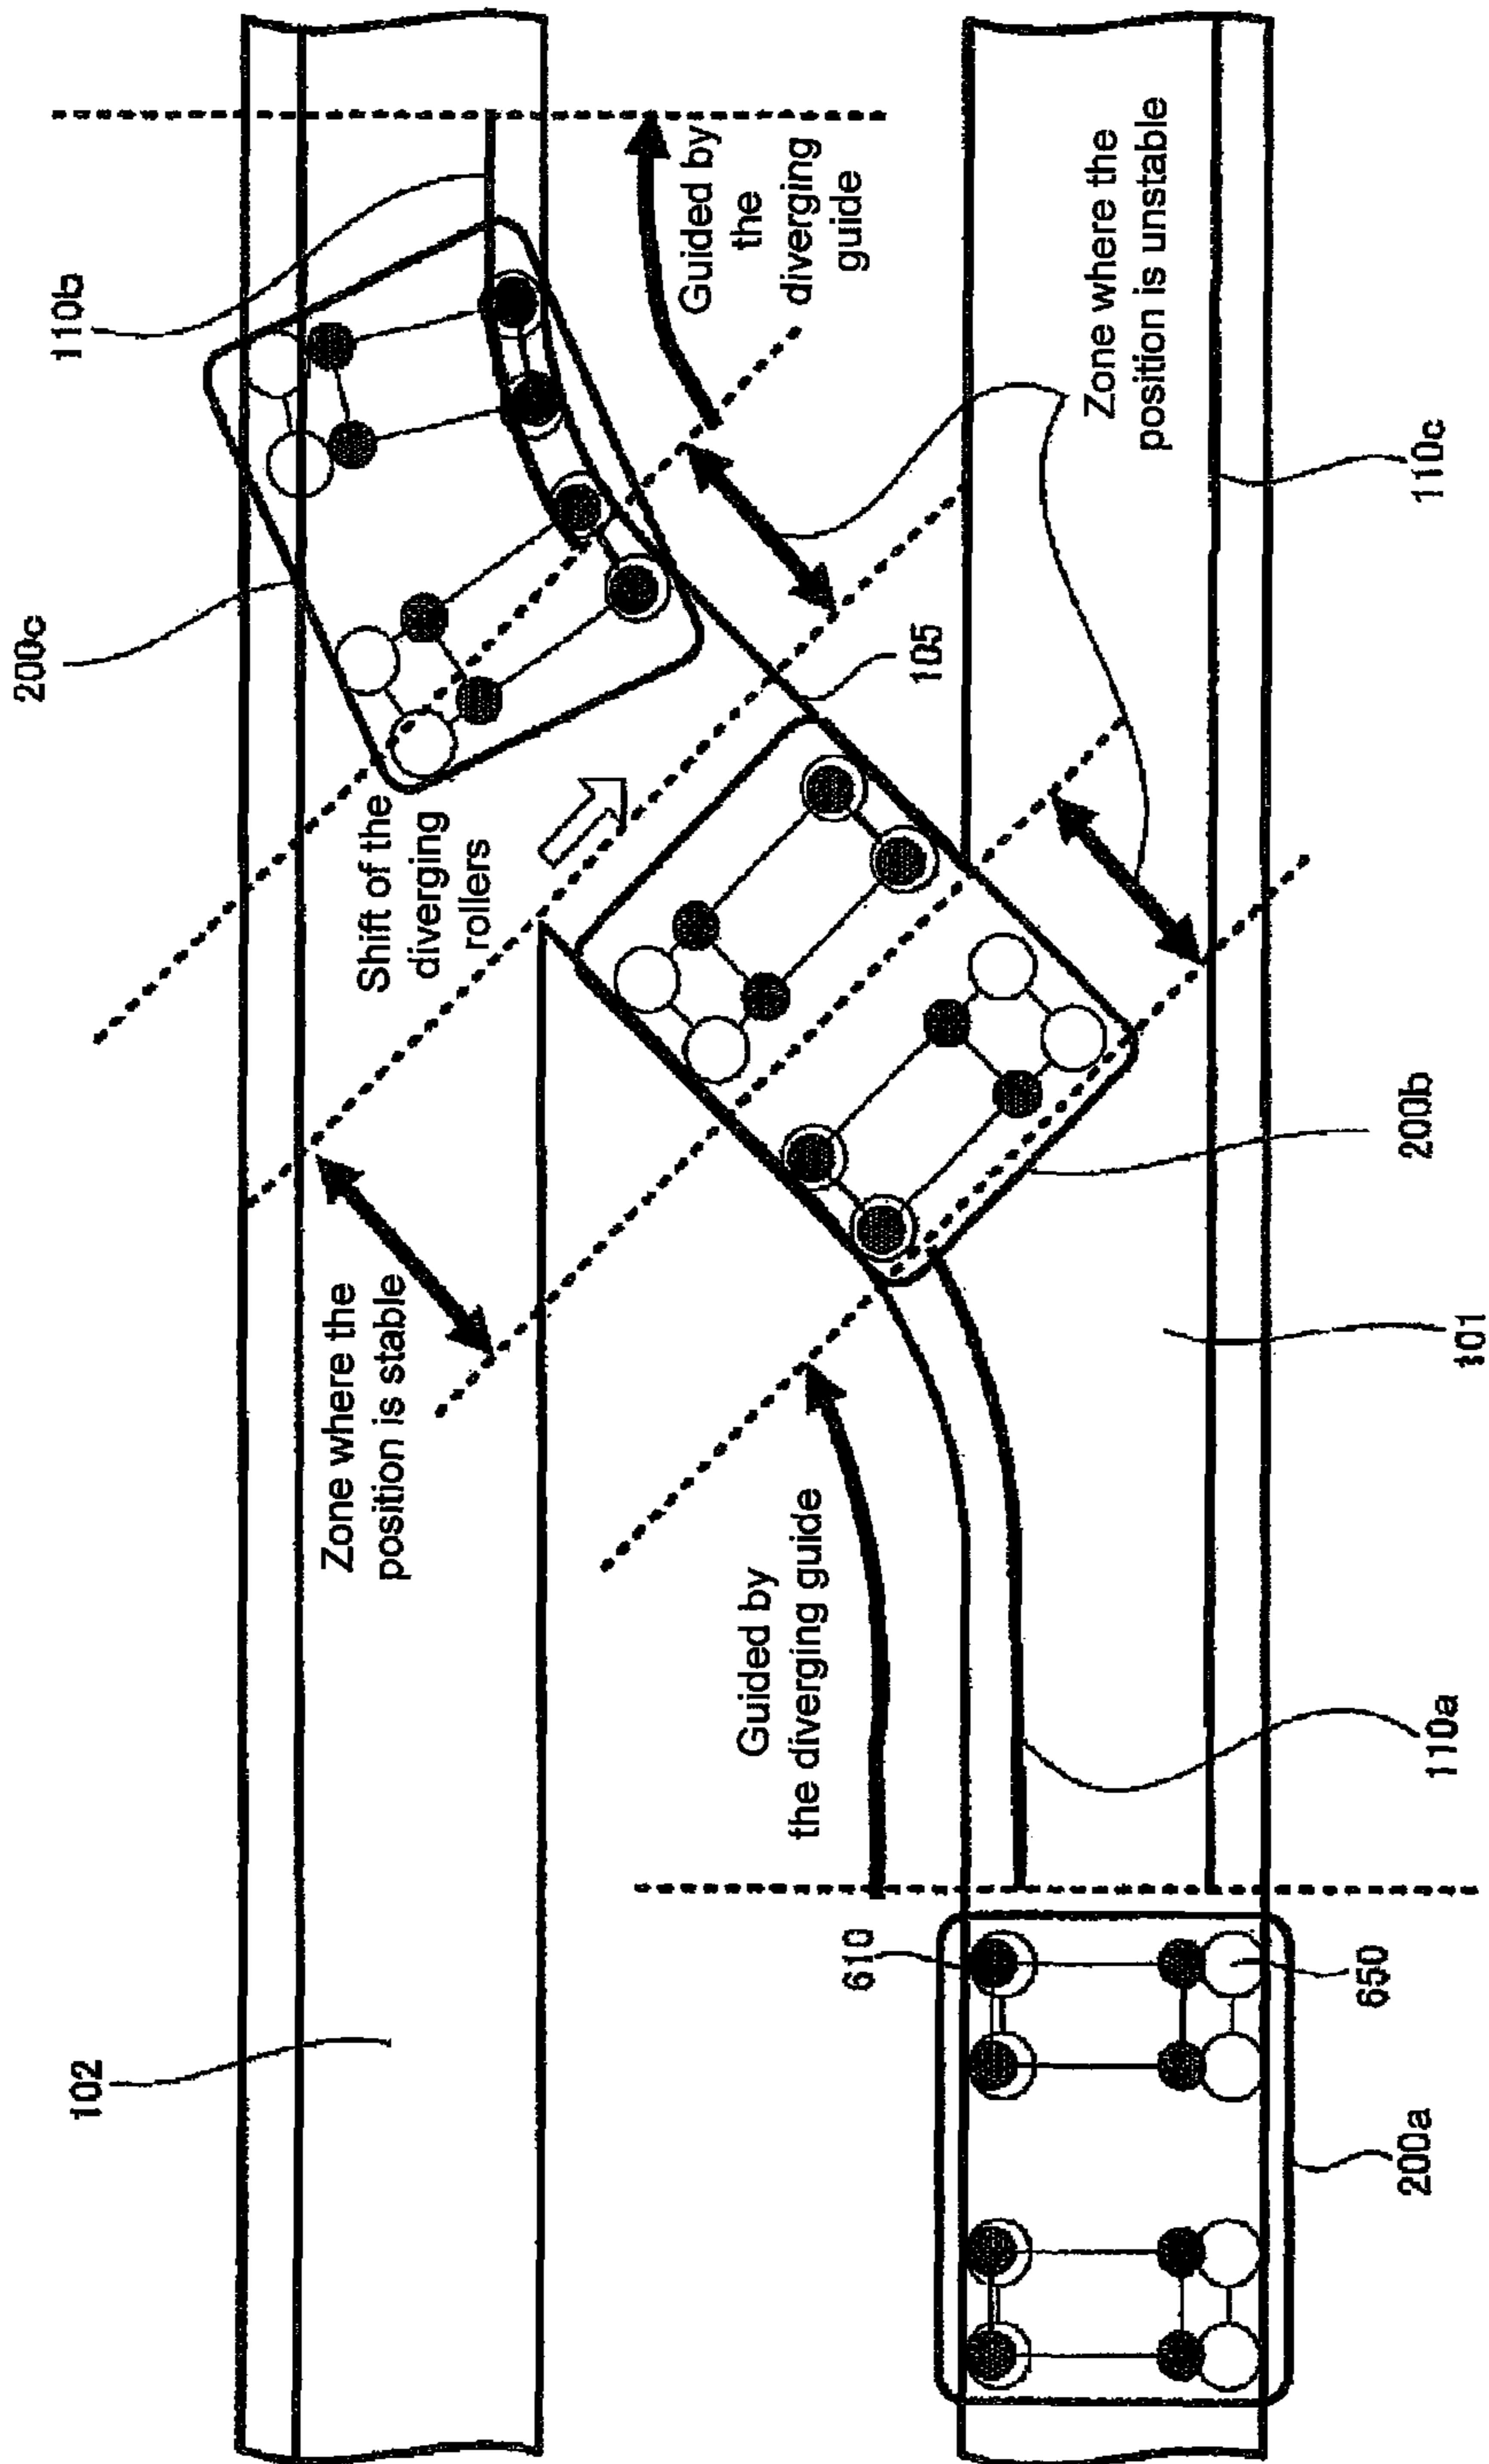 200c
110b
Shift of the
diverging
rollers
Guided by
the
diverging
guide
Zone where the
position is stable
105
Zone where the
position is unstable
102
Guided by
the diverging guide
110c
200b
101
110a
610
650
200a